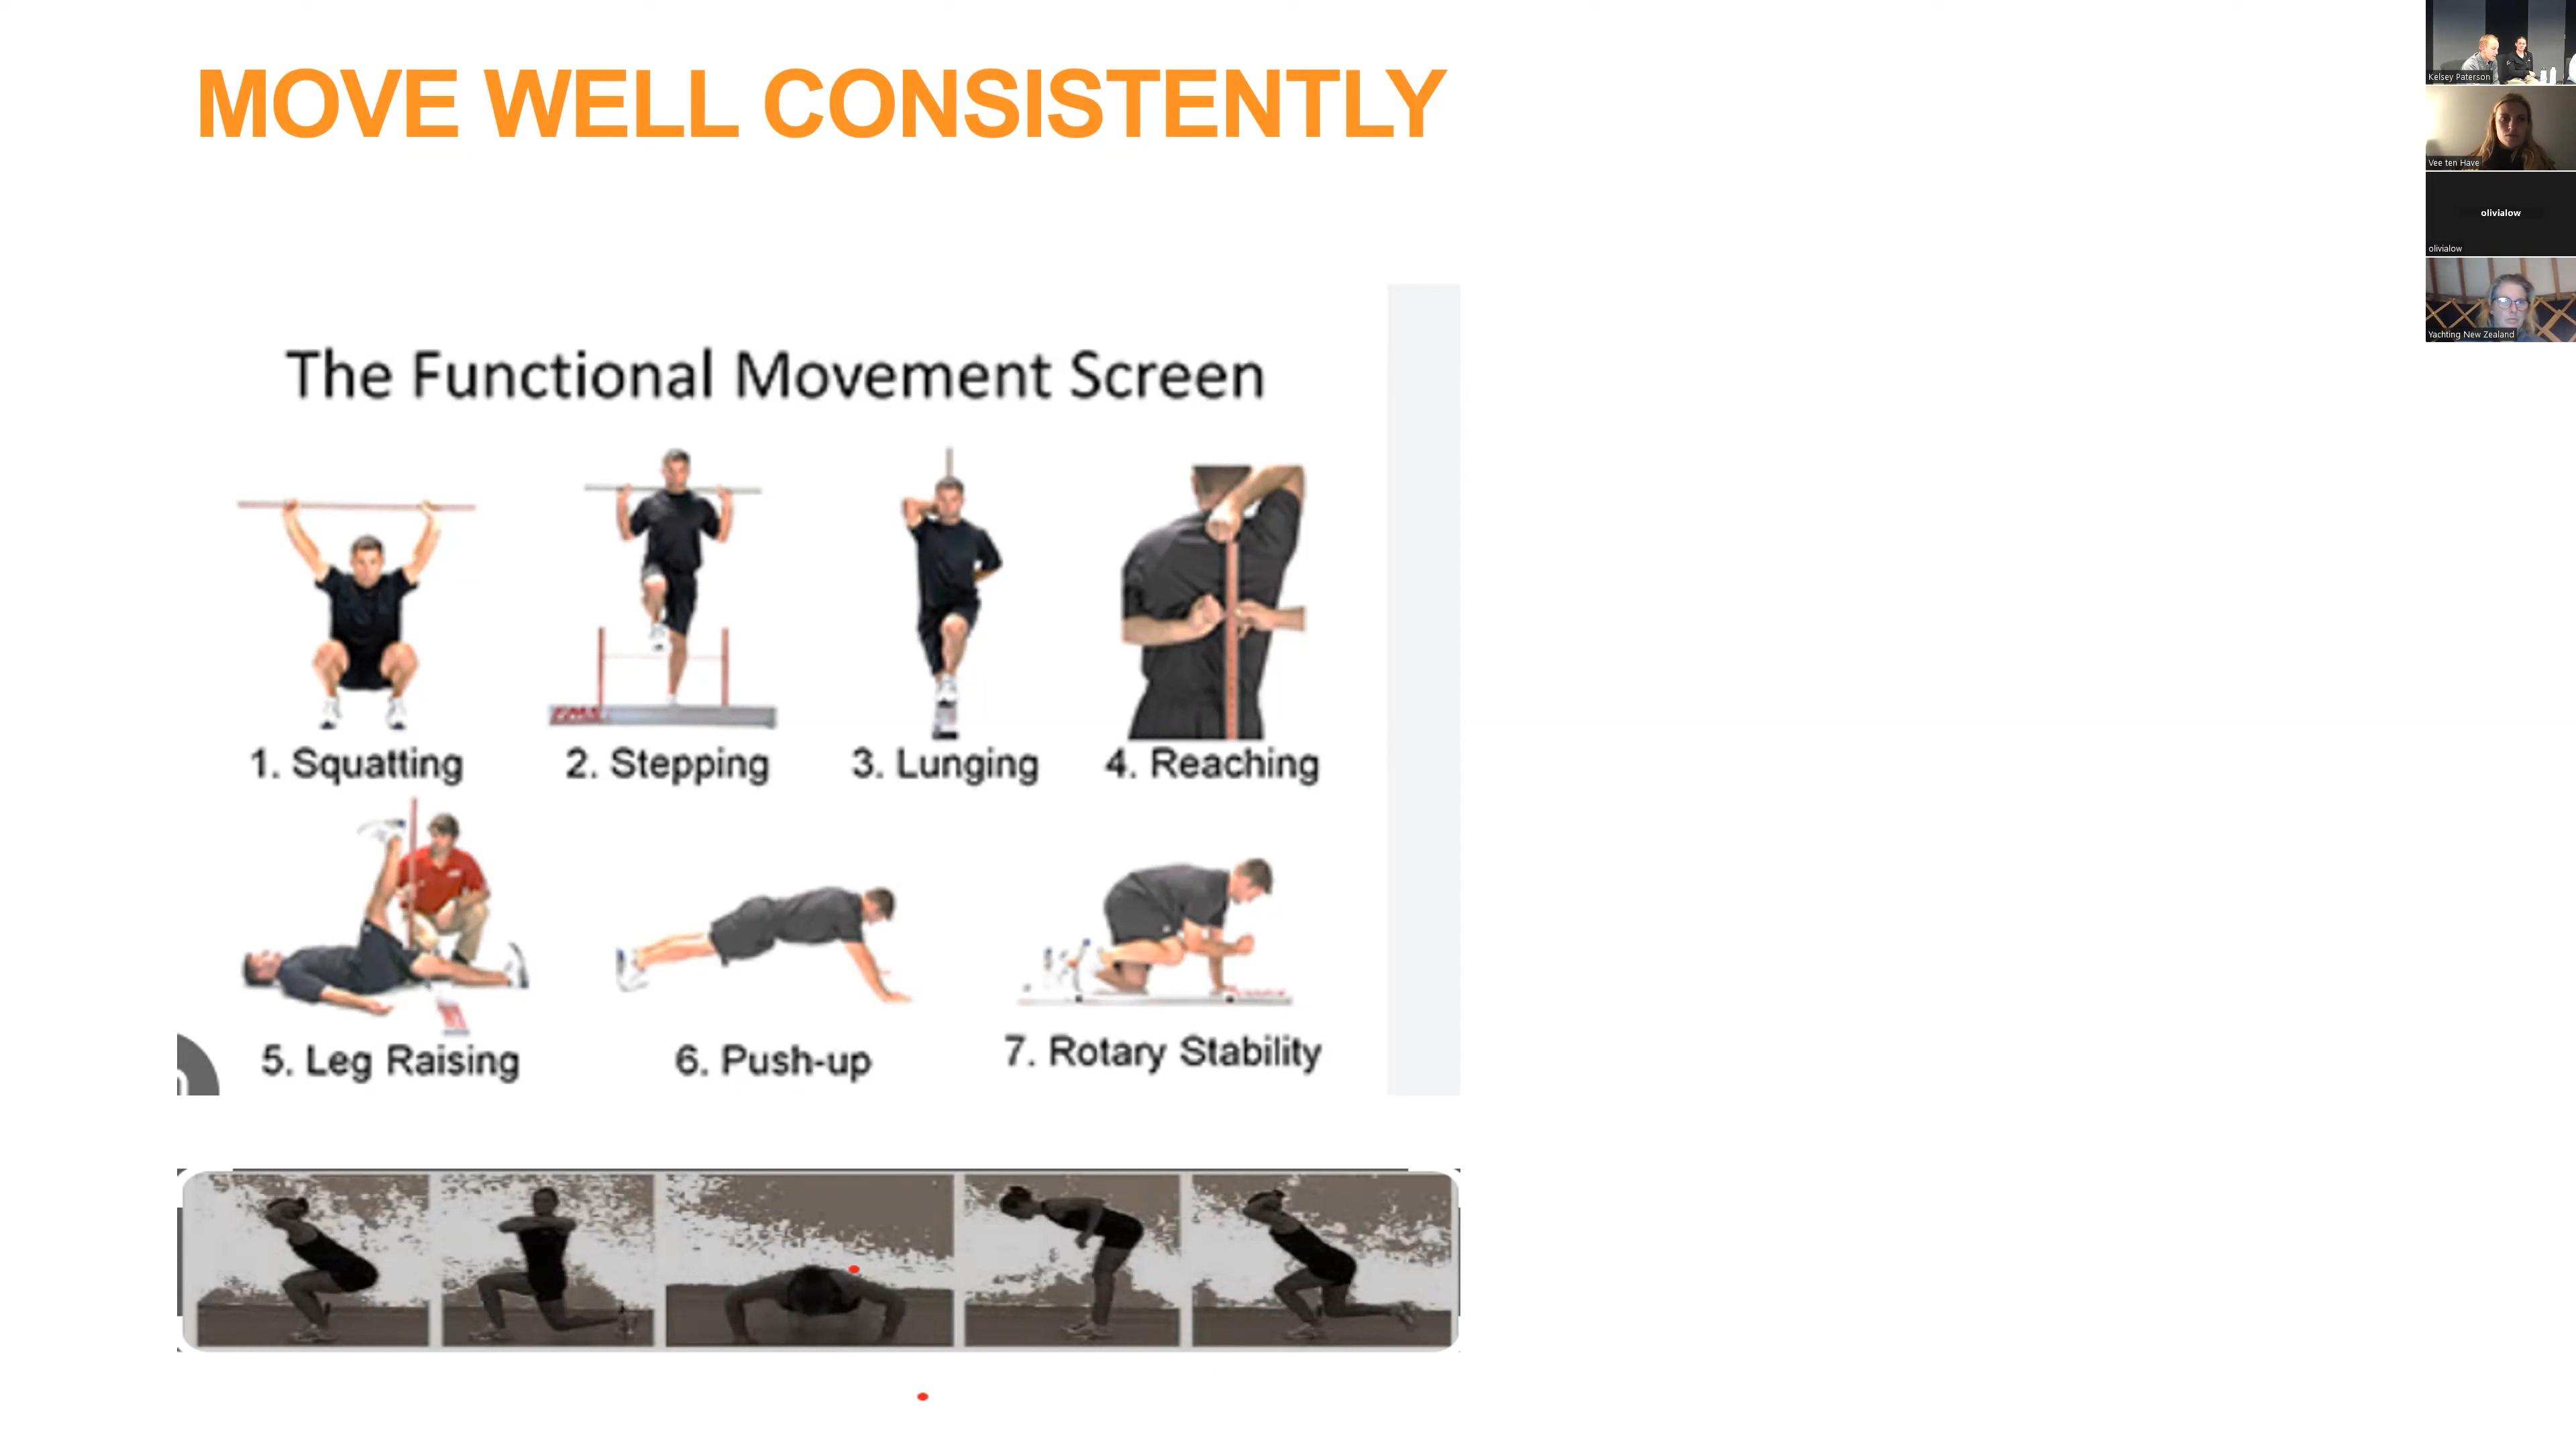 MOVE WELL CONSISTENTLY
The Functional Movement Screen
1. Squatting
2. Stepping
3. Lunging
4. Reaching
5. Leg Raising
6. Push-up
7. Rotary Stability
FMS
Kelsey Paterson
Vee ten Have
olivialow
olivialow
Yachting New Zealand